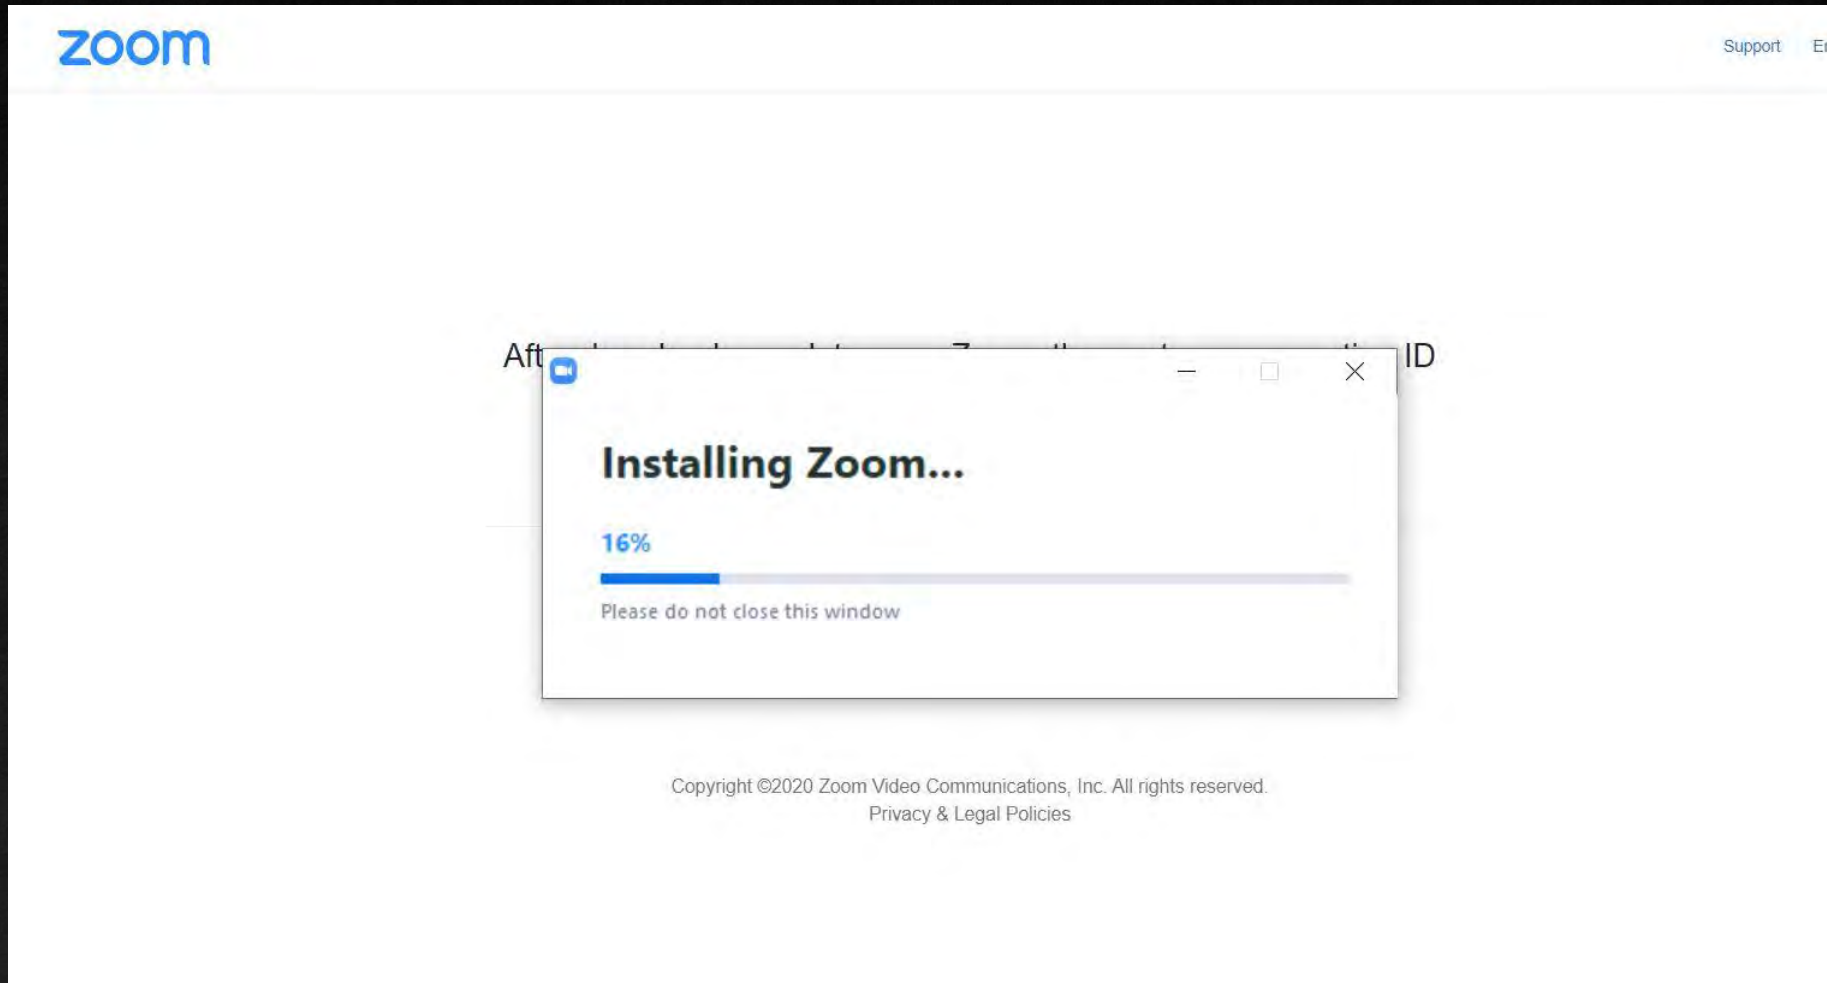 zoom
Support
Aft ID
Installing Zoom...
16%
Please do not close this window
Copyright ©2020 Zoom Video Communications, Inc. All rights reserved.
Privacy & Legal Policies